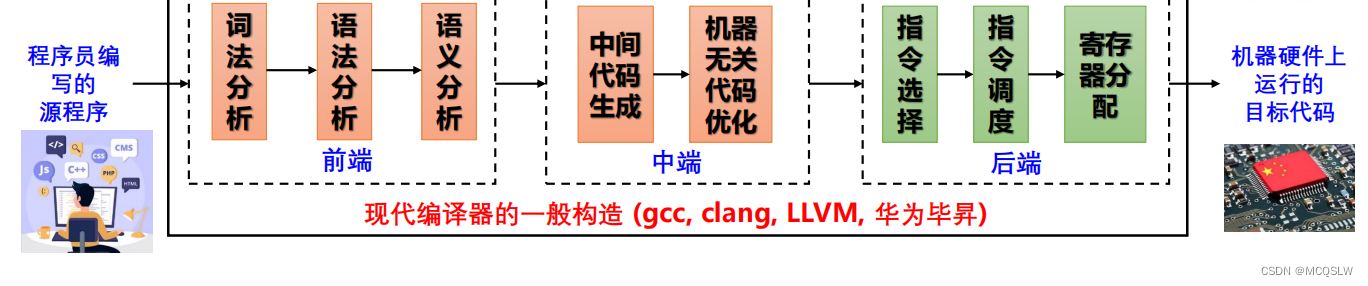 程序员编
写的
源程序
</>
CMS
CSS
Js
C++
PHP
C
HTML
词
法
分
析
语
法
分
析
语
义
分
析
前端
中间
代码
生成
机器
无关
代码
优化
中端
指
令
选
择
指
令
调
度
寄存
器分
配
后端
机器硬件上
运行的
目标代码
现代编译器的一般构造 (gcc, clang, LLVM, 华为毕昇)
CSDN @MCQSLW